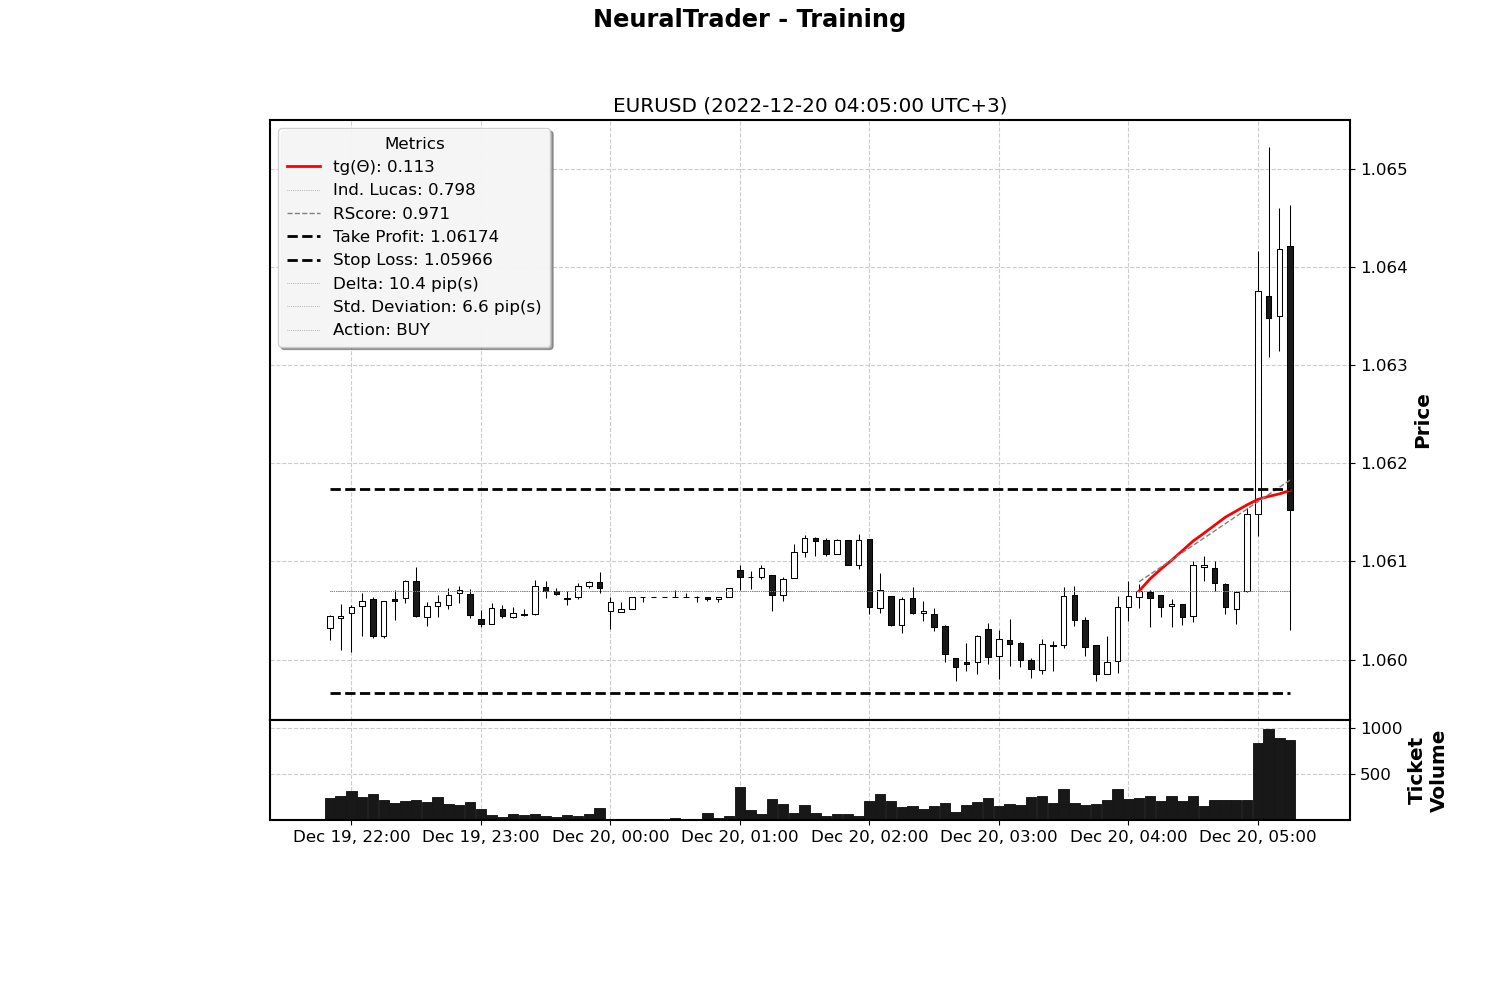 NeuralTrader - Training
EURUSD (2022-12-20 04:05:00 UTC+3)
Metrics
tg(Θ): 0.113
Ind. Lucas: 0.798
RScore: 0.971
Take Profit: 1.06174
Stop Loss: 1.05966
Delta: 10.4 pip(s)
Std. Deviation: 6.6 pip(s)
Action: BUY
1.065
1.064
1.063
1.062
1.061
1.060
Price
1000
500
Ticket
Volume
Dec 19, 22:00
Dec 19, 23:00
Dec 20, 00:00
Dec 20, 01:00
Dec 20, 02:00
Dec 20, 03:00
Dec 20, 04:00
Dec 20, 05:00